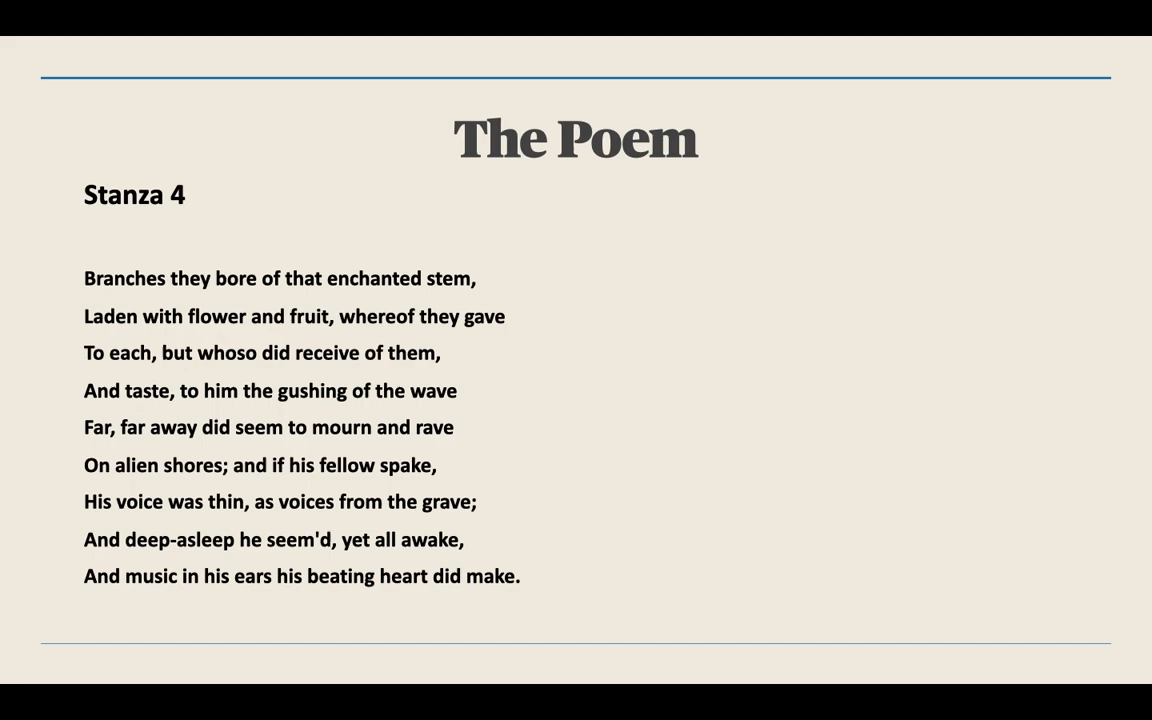 The Poem
Stanza 4
Branches they bore of that enchanted stem,
Laden with flower and fruit, whereof they gave
To each, but whoso did receive of them,
And taste, to him the gushing of the wave
Far, far away did seem to mourn and rave
On alien shores; and if his fellow spake,
His voice was thin, as voices from the grave;
And deep-asleep he seem'd, yet all awake,
And music in his ears his beating heart did make.